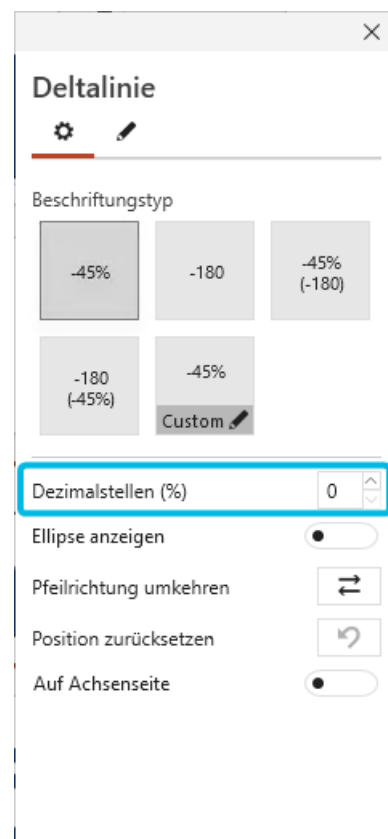 Deltalinie
Beschriftungstyp
-45%
-180
-45%
(-180)
-180
(-45%)
-45%
Custom
Dezimalstellen (%)
0
Ellipse anzeigen
Pfeilrichtung umkehren
Position zurücksetzen
Auf Achsenseite